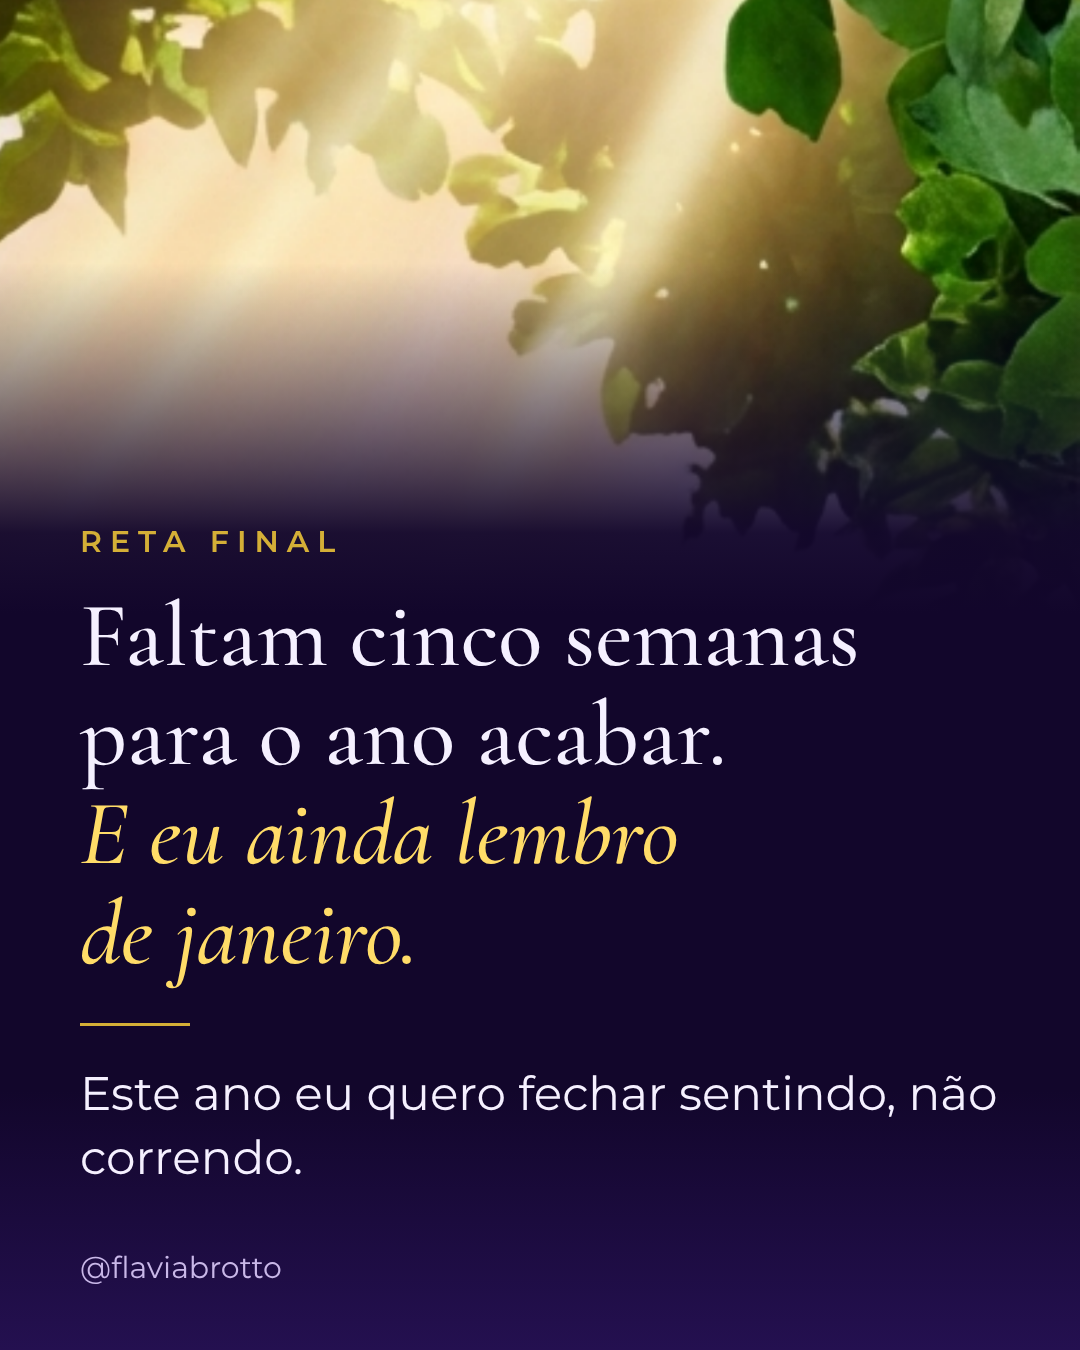 RETA FINAL
Faltam cinco semanas
para o ano acabar.
E eu ainda lembro
de janeiro.
Este ano eu quero fechar sentindo, não
correndo.
@flaviabrotto